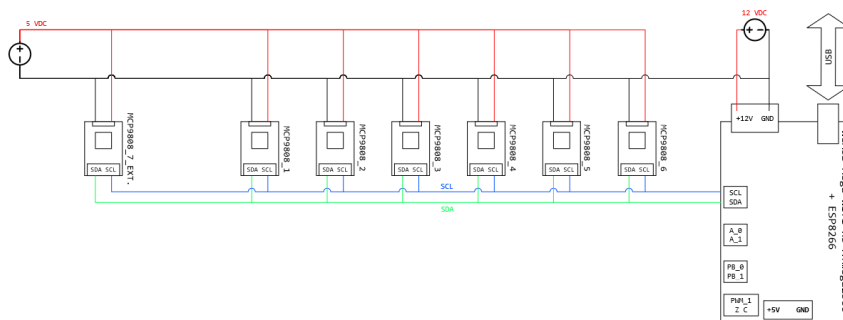 5 VDC
12 VDC
USB
+12V GND
MCP9808_7_EXT.
MCP9808_1
MCP9808_2
MCP9808_3
MCP9808_4
MCP9808_5
MCP9808_6
SDA SCL
SDA SCL
SDA SCL
SDA SCL
SDA SCL
SDA SCL
SDA SCL
SCL
SDA
SCL
SDA
+ ESP8266
A_0
A_1
PB_0
PB_1
PWM_1
Z C
+5V GND